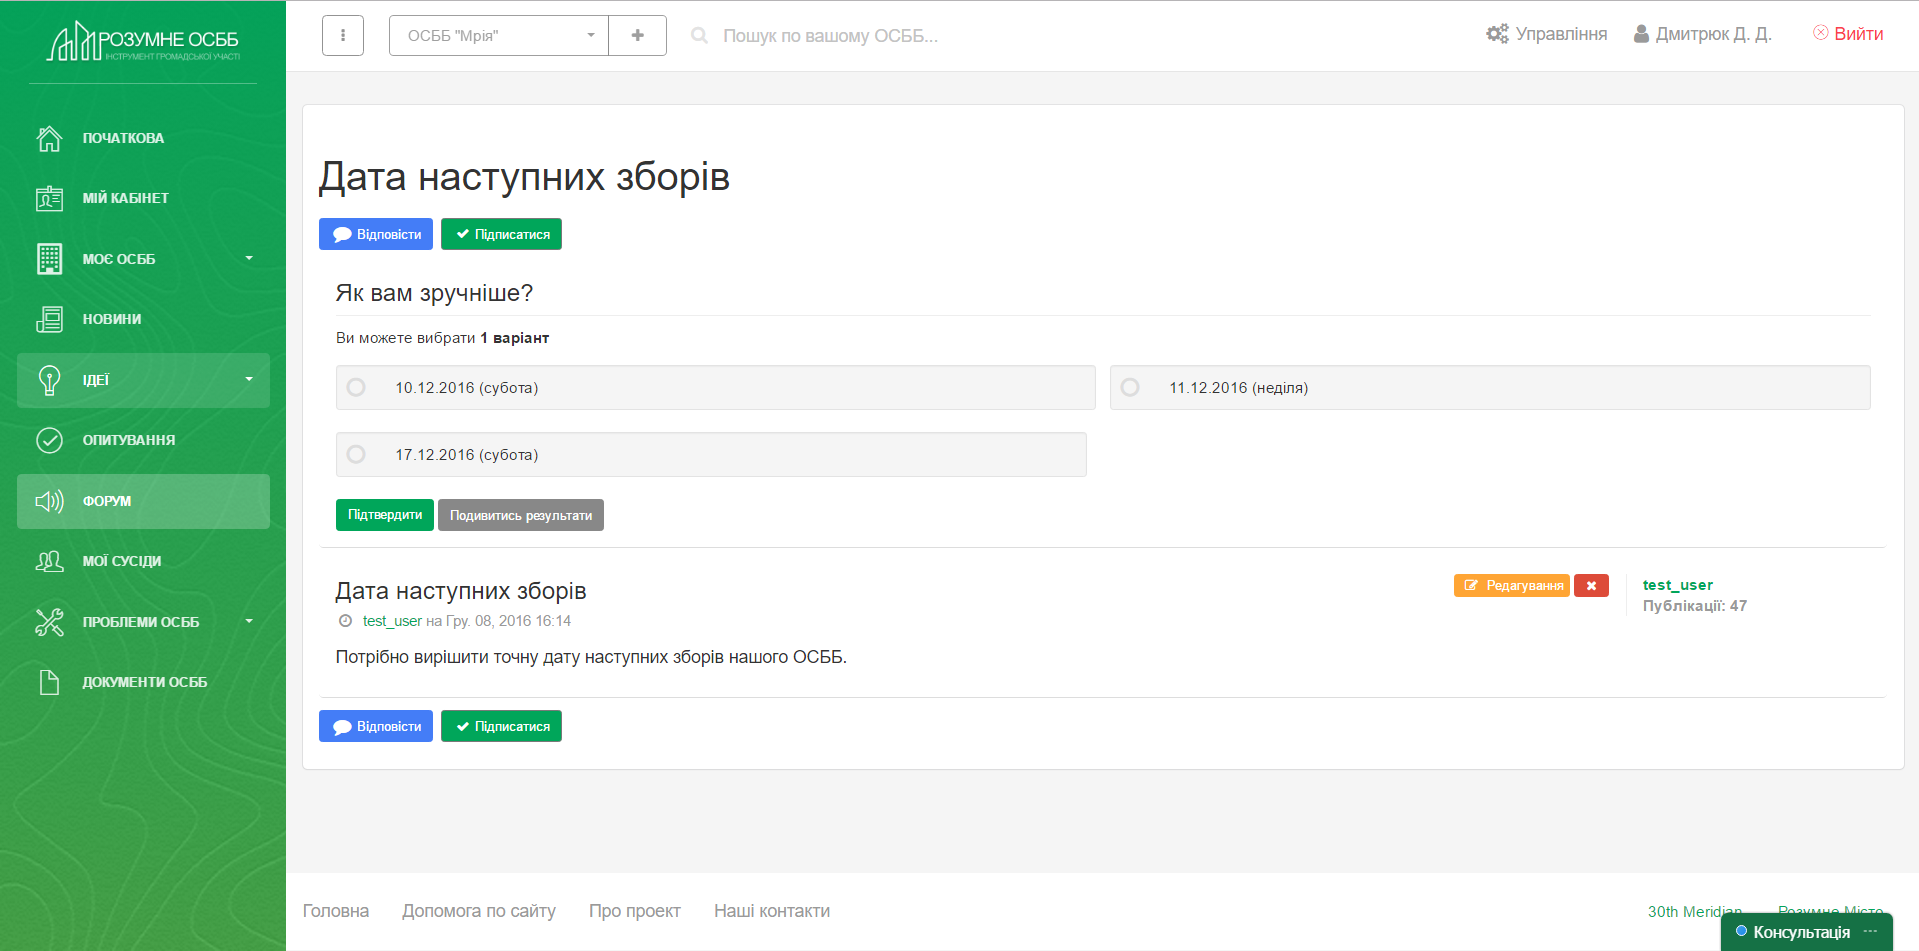 РОЗУМНЕ ОСББ
ІНСТРУМЕНТ ГРОМАДСЬКОЇ УЧАСТІ
ПОЧАТКОВА
МІЙ КАБІНЕТ
МОЄ ОСББ
НОВИНИ
ІДЕЇ
ОПИТУВАННЯ
ФОРУМ
МОЇ СУСІДИ
ПРОБЛЕМИ ОСББ
ДОКУМЕНТИ ОСББ
ОСББ "Мрія"
Пошук по вашому ОСББ...
Управління
Дмитрюк Д. Д.
Вийти
Дата наступних зборів
Відповісти
Підписатися
Як вам зручніше?
Ви можете вибрати 1 варіант
10.12.2016 (субота)
11.12.2016 (неділя)
17.12.2016 (субота)
Підтвердити
Подивитись результати
Дата наступних зборів
Редагування
test_user
Публікації: 47
test_user на Гру. 08, 2016 16:14
Потрібно вирішити точну дату наступних зборів нашого ОСББ.
Відповісти
Підписатися
Головна
Допомога по сайту
Про проект
Наші контакти
30th Meridian
Розумне Місто
Консультація